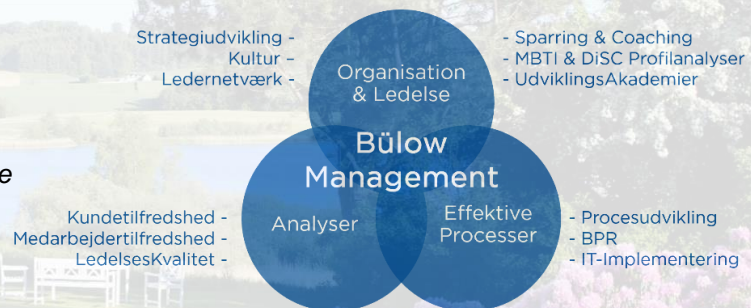 Strategiudvikling -
Kultur –
Ledernetværk -
- Sparring & Coaching
- MBTI & DiSC Profilanalyser
- UdviklingsAkademier
Organisation
& Ledelse
Bülow
Management
e
Analyser
Effektive
Processer
Kundetilfredshed -
Medarbejdertilfredshed -
LedelsesKvalitet -
- Procesudvikling
- BPR
- IT-Implementering